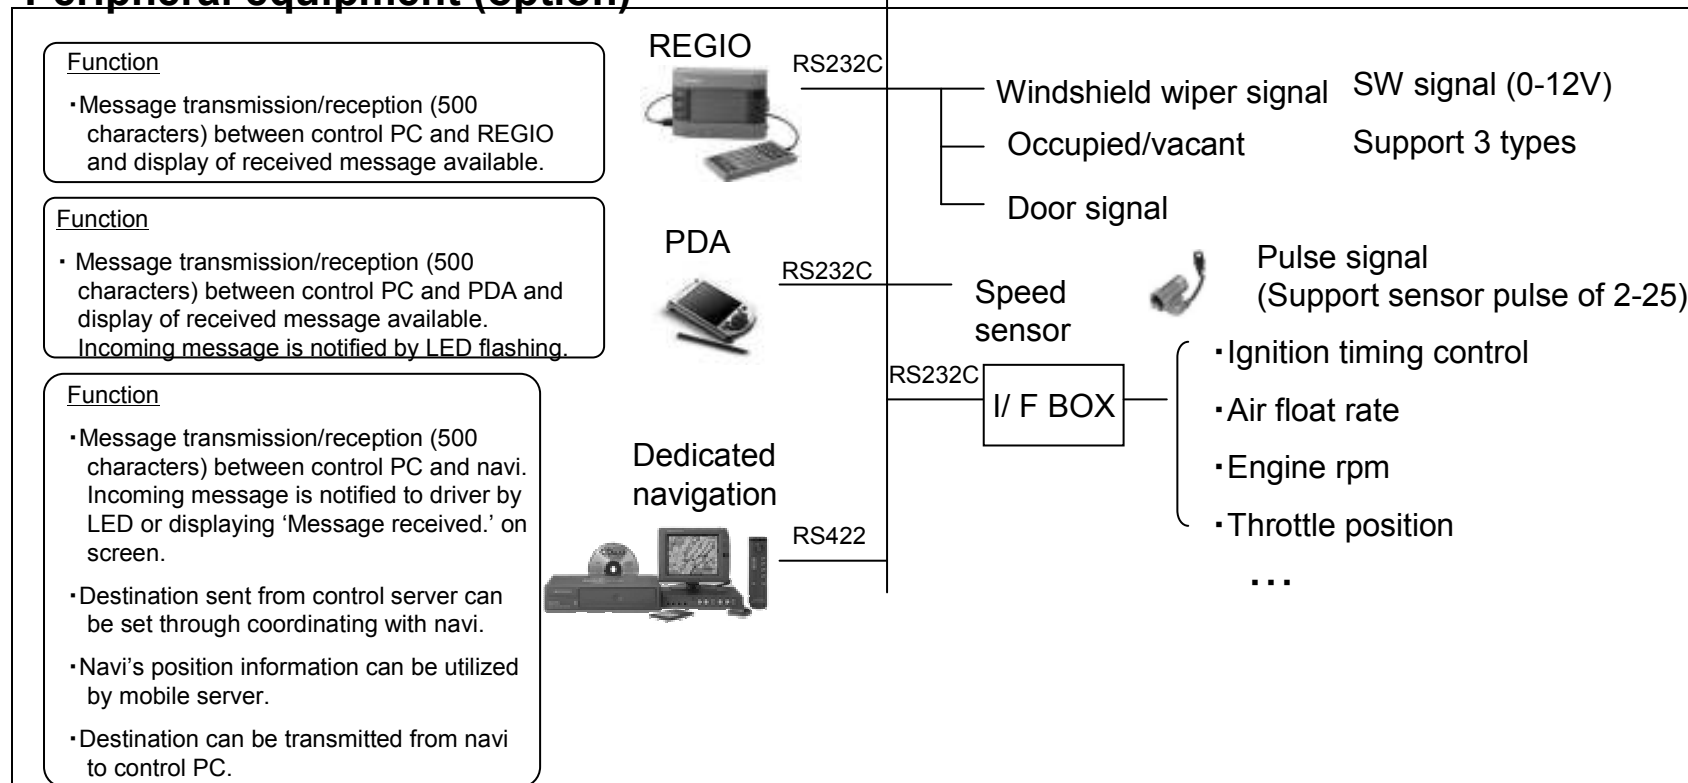 Peripheral equipment (option)
Function
・Message transmission/reception (500
characters) between control PC and REGIO
and display of received message available.
Function
・ Message transmission/reception (500
characters) between control PC and PDA and
display of received message available.
Incoming message is notified by LED flashing.
Function
・Message transmission/reception (500
characters) between control PC and navi.
Incoming message is notified to driver by
LED or displaying ‘Message received.’ on
screen.
・Destination sent from control server can
be set through coordinating with navi.
・Navi’s position information can be utilized
by mobile server.
・Destination can be transmitted from navi
to control PC.
REGIO
RS232C
PDA
RS232C
Dedicated
navigation
RS422
Windshield wiper signal
SW signal (0-12V)
Occupied/vacant
Support 3 types
Door signal
Speed
sensor
Pulse signal
(Support sensor pulse of 2-25)
RS232C
I/ F BOX
・Ignition timing control
・Air float rate
・Engine rpm
・Throttle position
…